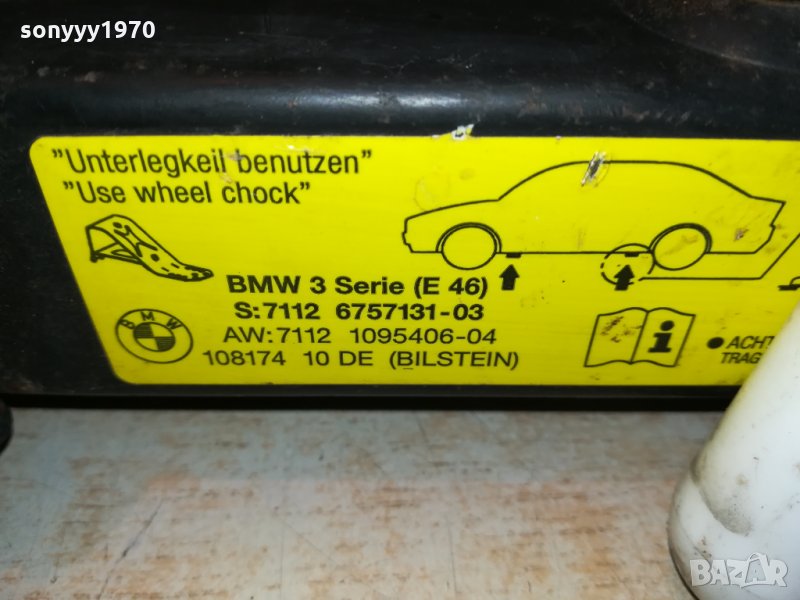 sonyyy1970
"Unterlegkeil benutzen"
"Use wheel chock"
BMW 3 Serie (E 46)
S:7112 6757131-03
AW:7112 1095406-04
108174 10 DE (BILSTEIN)
BMW
i
● ACHT
TRAG
BAZAR